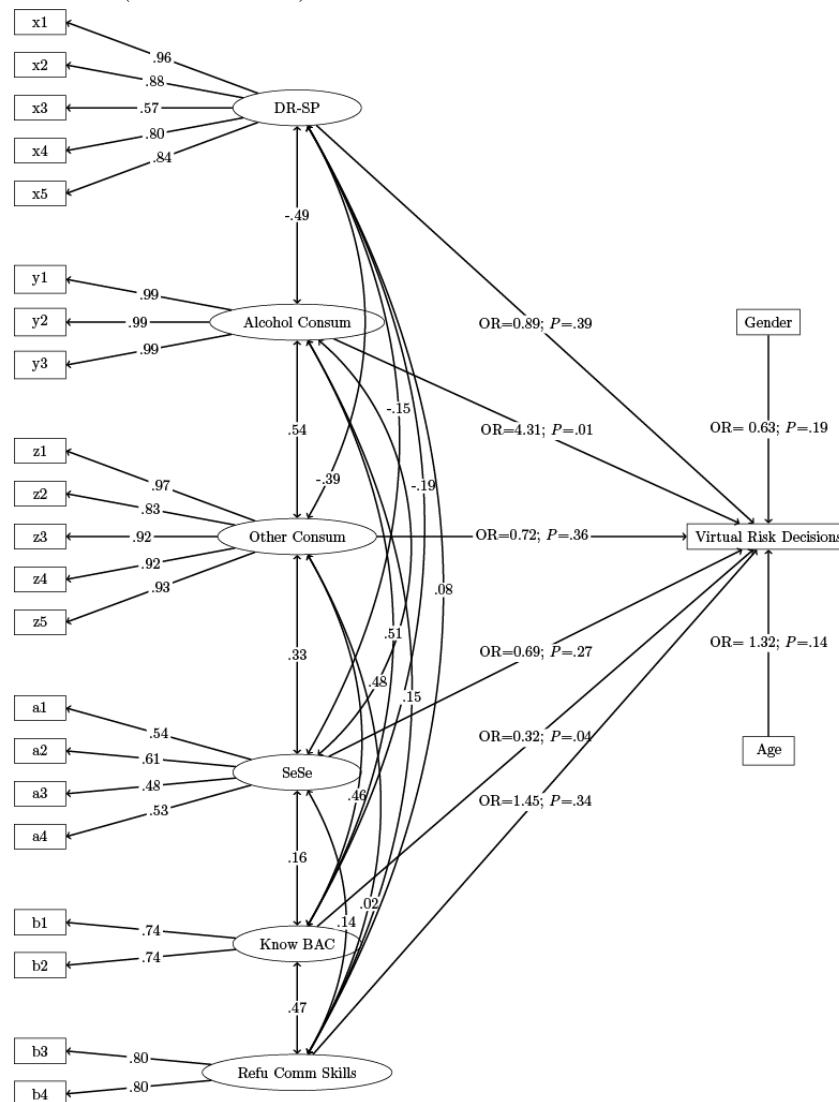 x1
x2
x3
x4
x5
.96
.88
.57
.80
.84
DR-SP
-.49
y1
y2
y3
.99
.99
.99
Alcohol Consum
OR=0.89; P=.39
Gender
OR=4.31; P=.01
OR= 0.63; P=.19
-.15
.54
-.39
-.19
z1
z2
z3
z4
z5
.97
.83
.92
.92
.93
Other Consum
OR=0.72; P=.36
Virtual Risk Decisions
.08
.51
.33
.48
.15
OR=0.69; P=.27
OR= 1.32; P=.14
a1
a2
a3
a4
.54
.61
.48
.53
SeSe
OR=0.32; P=.04
Age
.46
OR=1.45; P=.34
.16
.02
.14
b1
b2
.74
.74
Know BAC
.47
b3
b4
.80
.80
Refu Comm Skills